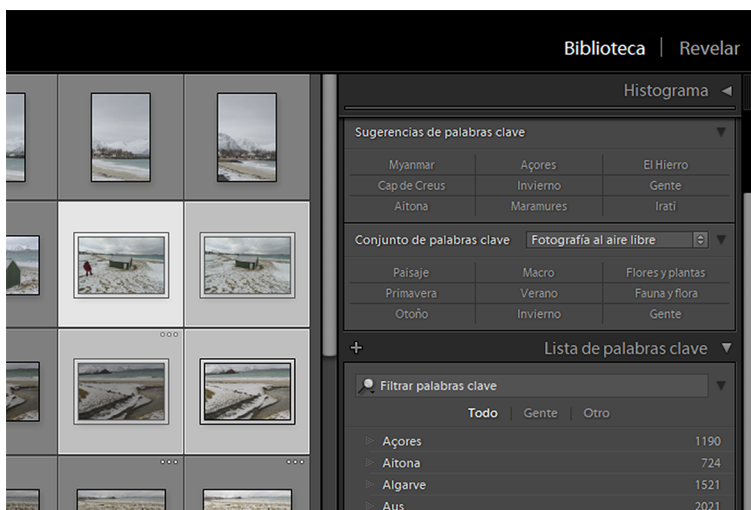 Biblioteca | Revelar
Histograma
Sugerencias de palabras clave
Myanmar Açores El Hierro
Cap de Creus Invierno Gente
Aitona Maramures Irati
Conjunto de palabras clave Fotografía al aire libre
Paisaje Macro Flores y plantas
Primavera Verano Fauna y flora
Otoño Invierno Gente
Lista de palabras clave
Filtrar palabras clave
Todo | Gente | Otro
Açores 1190
Aitona 724
Algarve 1521
Aus 2021